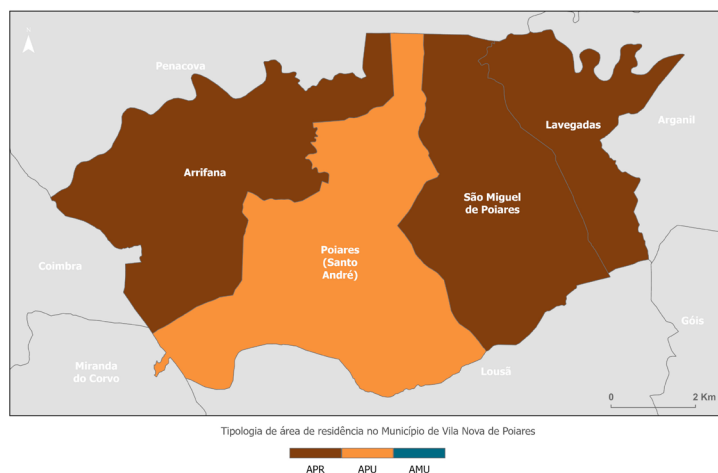 N
Penacova
Arganil
Lavegadas
Arrifana
São Miguel
de Poiares
Poiares
(Santo
André)
Coimbra
Góis
Miranda
do Corvo
Lousã
0 2 Km
Tipologia de área de residência no Município de Vila Nova de Poiares
APR APU AMU